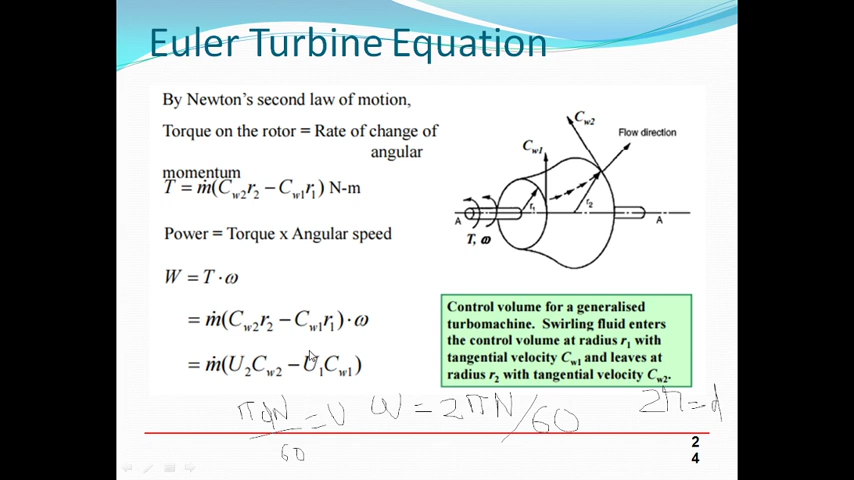 Euler Turbine Equation
By Newton's second law of motion,
Torque on the rotor = Rate of change of
angular
momentum
T = ṁ(C_w2 r_2 − C_w1 r_1) N-m
Power = Torque x Angular speed
W = T · ω
= ṁ(C_w2 r_2 − C_w1 r_1) · ω
= ṁ(U_2 C_w2 − U_1 C_w1)
C_w2
Flow direction
C_w1
r_1
r_2
A
A
T, ω
Control volume for a generalised
turbomachine. Swirling fluid enters
the control volume at radius r_1 with
tangential velocity C_w1 and leaves at
radius r_2 with tangential velocity C_w2.
πdN/60 = U
ω = 2πN/60
2r = d
2
4